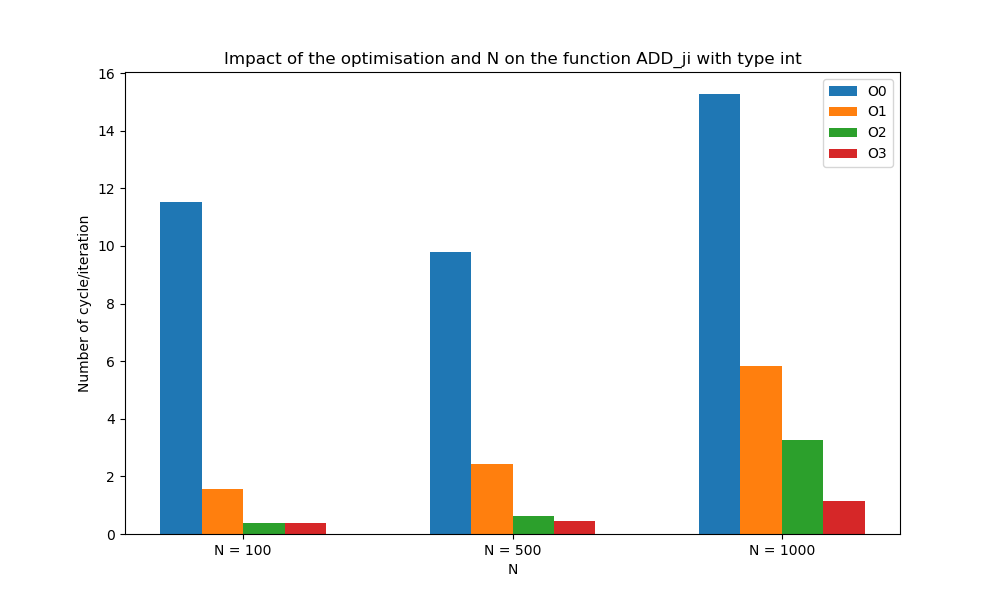 Impact of the optimisation and N on the function ADD_ji with type int
16
14
12
10
8
6
4
2
0
Number of cycle/iteration
O0
O1
O2
O3
N = 100
N = 500
N = 1000
N